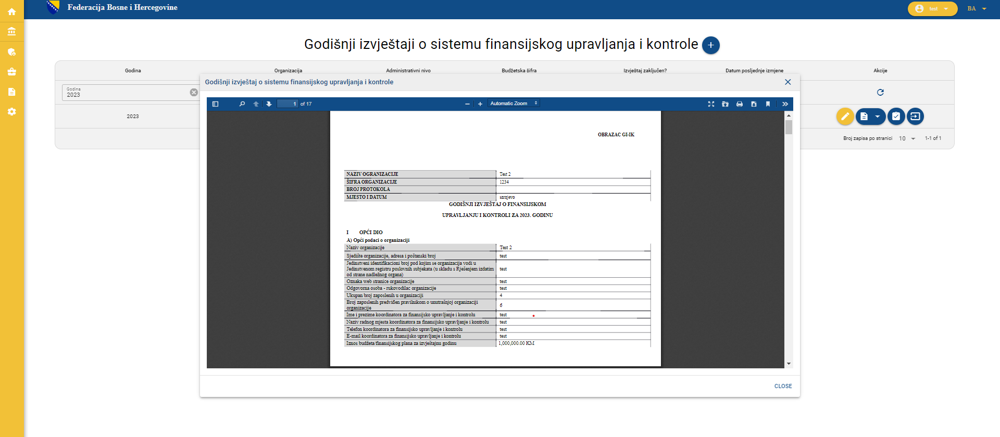 Federacija Bosne i Hercegovine
test
BA
Godišnji izvještaji o sistemu finansijskog upravljanja i kontrole
Godina Organizacija Administrativni nivo Budžetska šifra Izvještaj zaključen? Datum posljednje izmjene Akcije
Godina
2023
2023
Broj zapisa po stranici 10 1-1 of 1
Godišnji izvještaj o sistemu finansijskog upravljanja i kontrole
1 of 17
Automatic Zoom
OBRAZAC GI-IK
NAZIV OGRANIZACIJE Test 2
ŠIFRA ORGANIZACIJE 1234
BROJ PROTOKOLA
MJESTO I DATUM sarajevo
GODIŠNJI IZVJEŠTAJ O FINANSIJSKOM
UPRAVLJANJU I KONTROLI ZA 2023. GODINU
I OPĆI DIO
A) Opći podaci o organizaciji
Naziv organizacije Test 2
Sjedište organizacije, adresa i poštanski broj test
Jedinstveni identifikacioni broj pod kojim se organizacija vodi u
Jedinstvenom registru poslovnih subjekata (u skladu s Rješenjem izdatim test
od strane nadležnog organa)
Oznaka web stranice organizacije test
Odgovorna osoba - rukovodilac organizacije test
Ukupan broj zaposlenih u organizaciji 4
Broj zaposlenih predviđen pravilnikom o unutrašnjoj organizaciji 6
organizacije
Ime i prezime koordinatora za finansijsko upravljanje i kontrolu test
Naziv radnog mjesta koordinatora za finansijsko upravljanje i kontrolu test
Telefon koordinatora za finansijsko upravljanje i kontrolu test
E-mail koordinatora za finansijsko upravljanje i kontrolu test
Iznos budžeta/finansijskog plana za izvještajnu godinu 1,000,000.00 KM
CLOSE